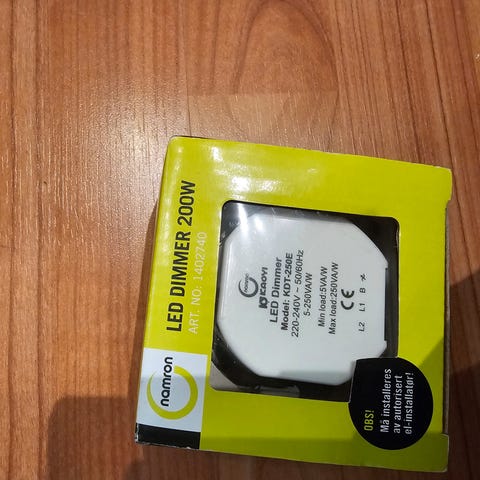 namron
LED DIMMER 200W
ART. NO: 1402740
KAOYI
LED Dimmer
Model: KDT-250E
220-240V ~ 50/60Hz
5-250VA/W
Min load:5VA/W
Max load:250VA/W
CE
L2 L1 B
OBS!
Må installeres
av autorisert
el-installatør!